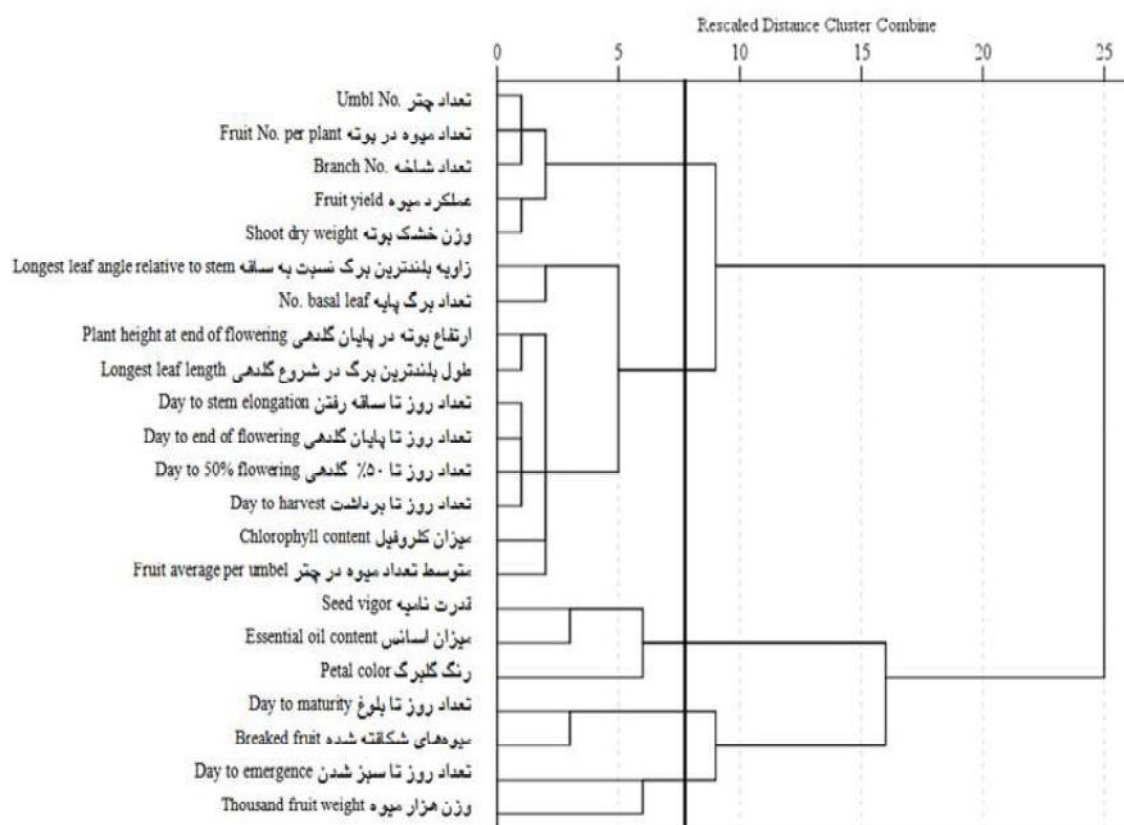 Rescaled Distance Cluster Combine
0 5 10 15 20 25
Umbl No. تعداد چتر
Fruit No. per plant تعداد میوه در بوته
Branch No. تعداد شاخه
Fruit yield عملکرد میوه
Shoot dry weight وزن خشک بوته
Longest leaf angle relative to stem زاویه بلندترین برگ نسبت به ساقه
No. basal leaf تعداد برگ پایه
Plant height at end of flowering ارتفاع بوته در پایان گلدهی
Longest leaf length طول بلندترین برگ در شروع گلدهی
Day to stem elongation تعداد روز تا ساقه رفتن
Day to end of flowering تعداد روز تا پایان گلدهی
Day to 50% flowering تعداد روز تا ۵۰٪ گلدهی
Day to harvest تعداد روز تا برداشت
Chlorophyll content میزان کلروفیل
Fruit average per umbel متوسط تعداد میوه در چتر
Seed vigor قدرت نامیه
Essential oil content میزان اسانس
Petal color رنگ گلبرگ
Day to maturity تعداد روز تا بلوغ
Breaked fruit میوه‌های شکافته شده
Day to emergence تعداد روز تا سبز شدن
Thousand fruit weight وزن هزار میوه